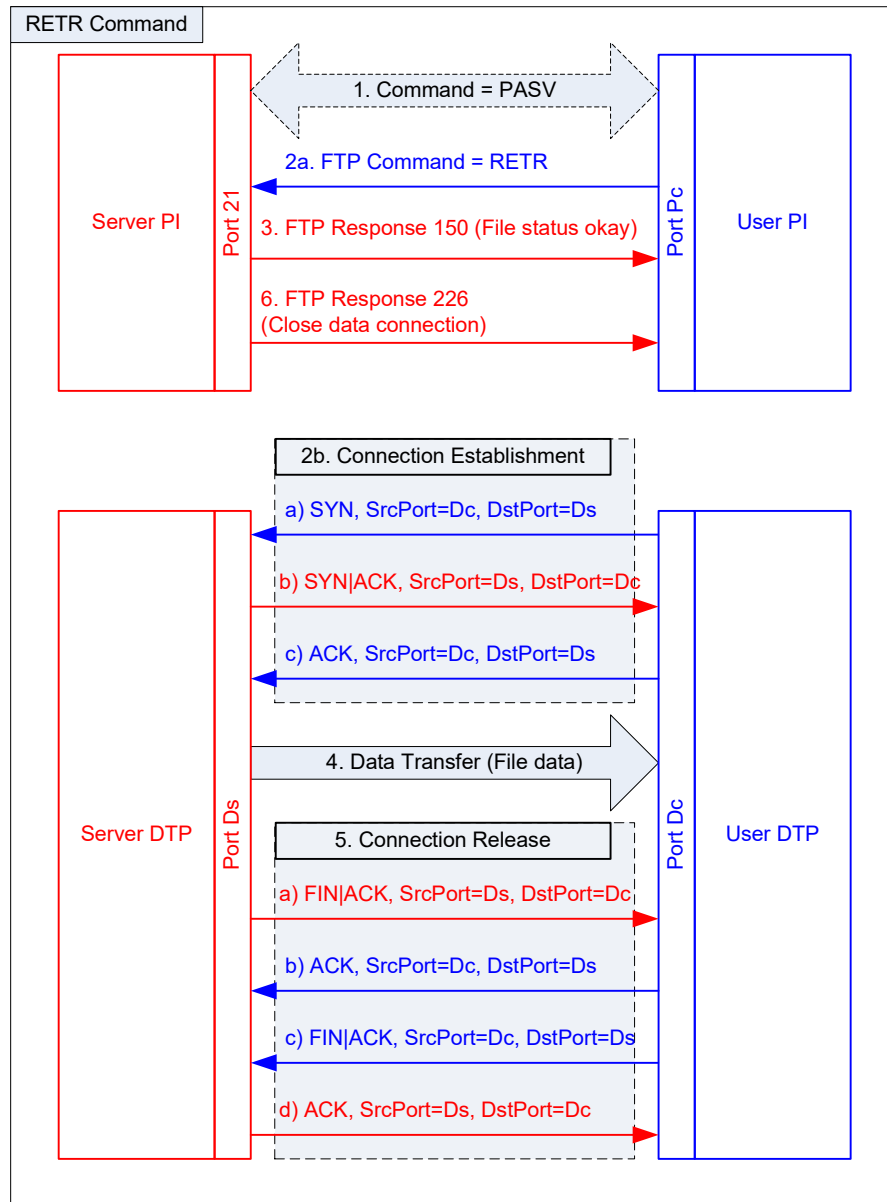 RETR Command
1. Command = PASV
2a. FTP Command = RETR
Server PI
Port 21
3. FTP Response 150 (File status okay)
Port Pc
User PI
6. FTP Response 226
(Close data connection)
2b. Connection Establishment
a) SYN, SrcPort=Dc, DstPort=Ds
b) SYN|ACK, SrcPort=Ds, DstPort=Dc
c) ACK, SrcPort=Dc, DstPort=Ds
4. Data Transfer (File data)
Server DTP
Port Ds
Port Dc
User DTP
5. Connection Release
a) FIN|ACK, SrcPort=Ds, DstPort=Dc
b) ACK, SrcPort=Dc, DstPort=Ds
c) FIN|ACK, SrcPort=Dc, DstPort=Ds
d) ACK, SrcPort=Ds, DstPort=Dc